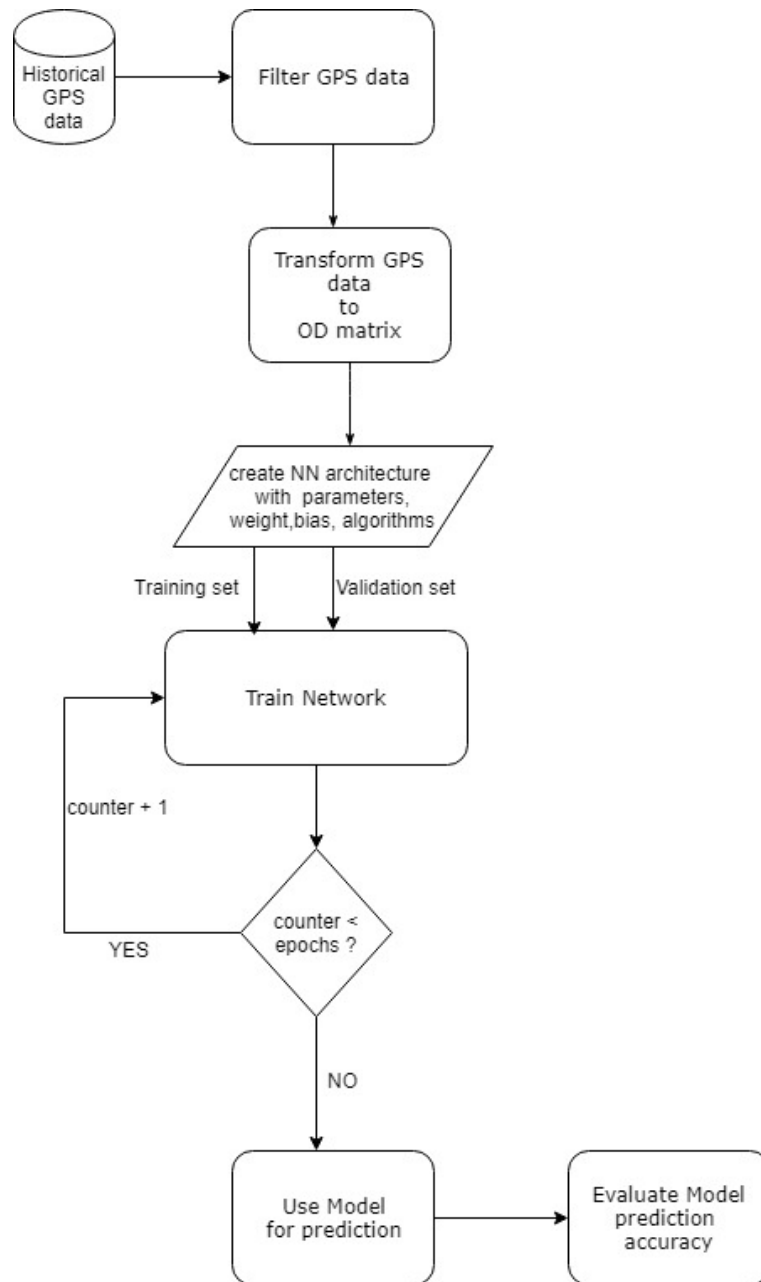 Historical
GPS
data
Filter GPS data
Transform GPS
data
to
OD matrix
create NN architecture
with parameters,
weight,bias, algorithms
Training set
Validation set
Train Network
counter + 1
counter <
epochs ?
YES
NO
Use Model
for prediction
Evaluate Model
prediction
accuracy